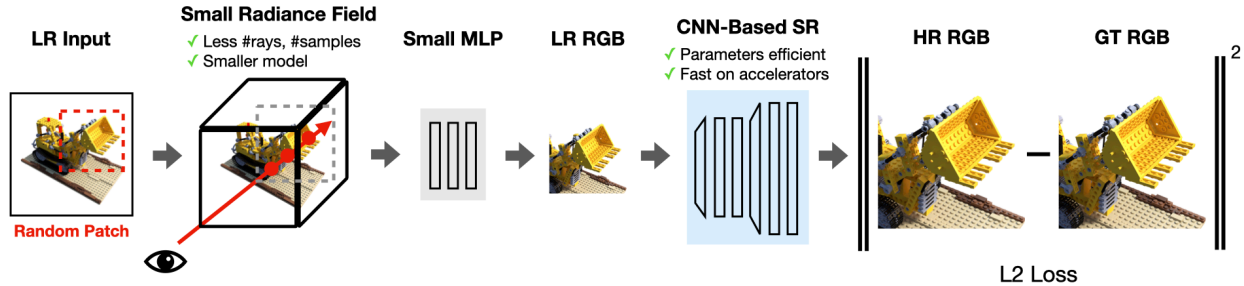 LR Input
Random Patch
Small Radiance Field
✓ Less #rays, #samples
✓ Smaller model
Small MLP
LR RGB
CNN-Based SR
✓ Parameters efficient
✓ Fast on accelerators
HR RGB
GT RGB
2
L2 Loss